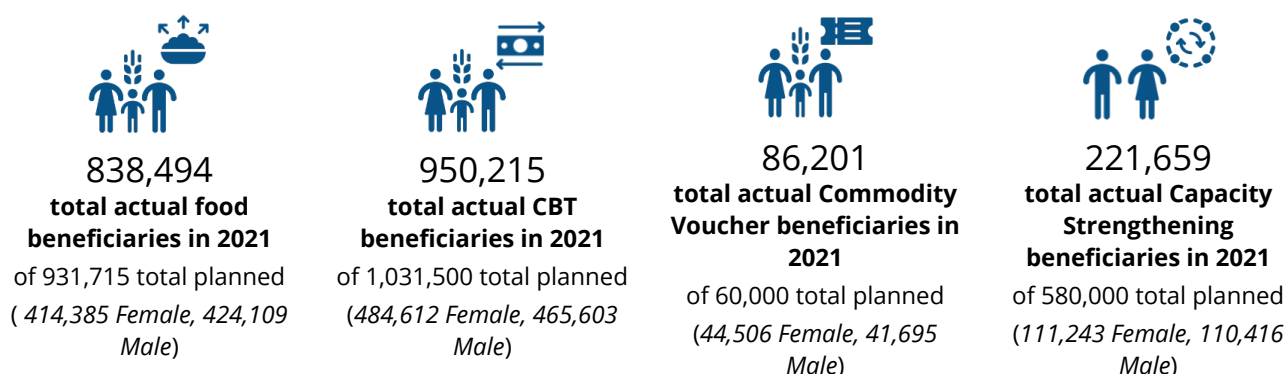 838,494
total actual food
beneficiaries in 2021
of 931,715 total planned
( 414,385 Female, 424,109
Male)
950,215
total actual CBT
beneficiaries in 2021
of 1,031,500 total planned
(484,612 Female, 465,603
Male)
86,201
total actual Commodity
Voucher beneficiaries in
2021
of 60,000 total planned
(44,506 Female, 41,695
Male)
221,659
total actual Capacity
Strengthening
beneficiaries in 2021
of 580,000 total planned
(111,243 Female, 110,416
Male)